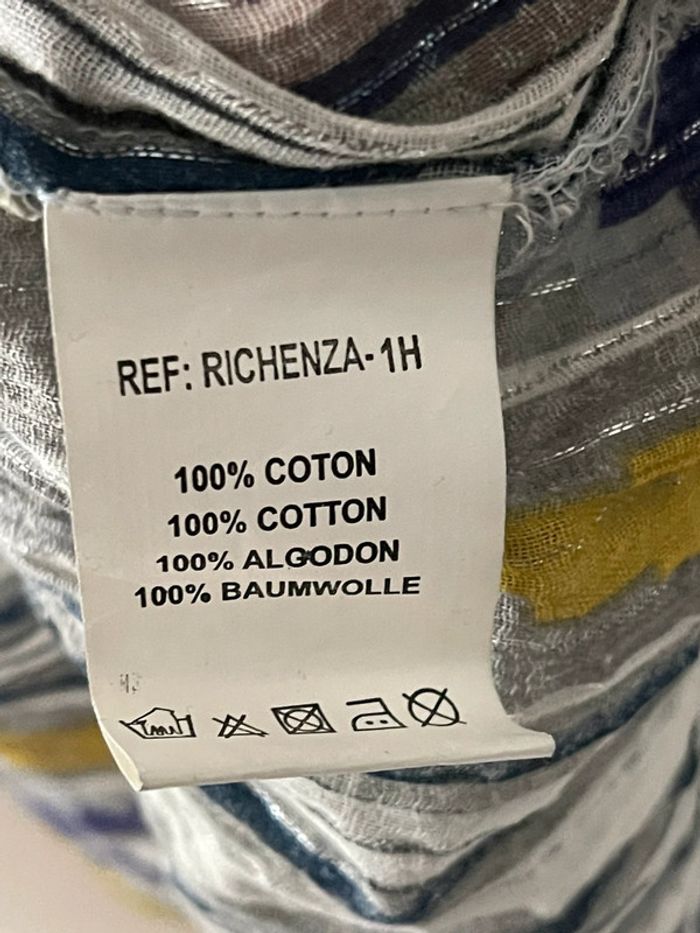 REF: RICHENZA-1H
100% COTON
100% COTTON
100% ALGODON
100% BAUMWOLLE